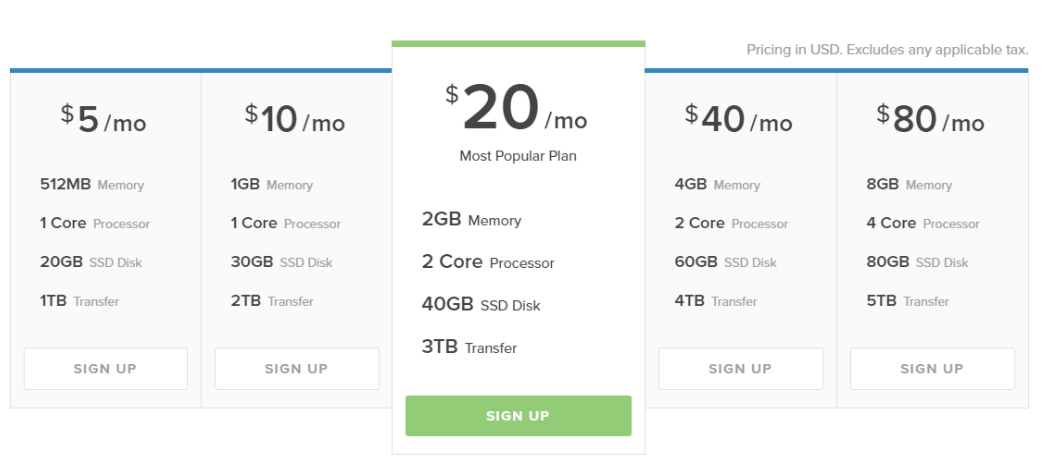 Pricing in USD. Excludes any applicable tax.
$5/mo
512MB Memory
1 Core Processor
20GB SSD Disk
1TB Transfer
SIGN UP
$10/mo
1GB Memory
1 Core Processor
30GB SSD Disk
2TB Transfer
SIGN UP
$20/mo
Most Popular Plan
2GB Memory
2 Core Processor
40GB SSD Disk
3TB Transfer
SIGN UP
$40/mo
4GB Memory
2 Core Processor
60GB SSD Disk
4TB Transfer
SIGN UP
$80/mo
8GB Memory
4 Core Processor
80GB SSD Disk
5TB Transfer
SIGN UP